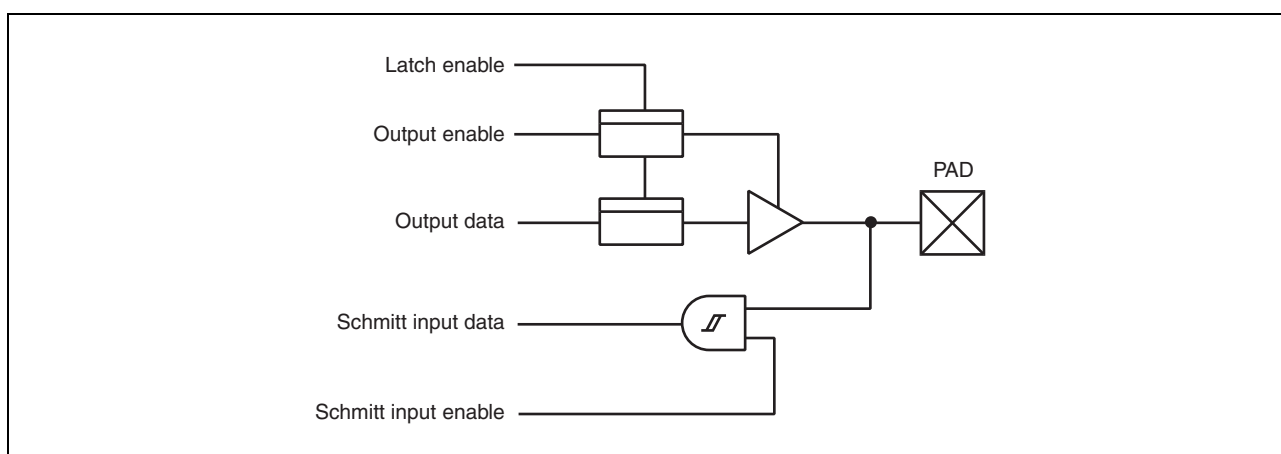 Latch enable
Output enable
PAD
Output data
Schmitt input data
Schmitt input enable